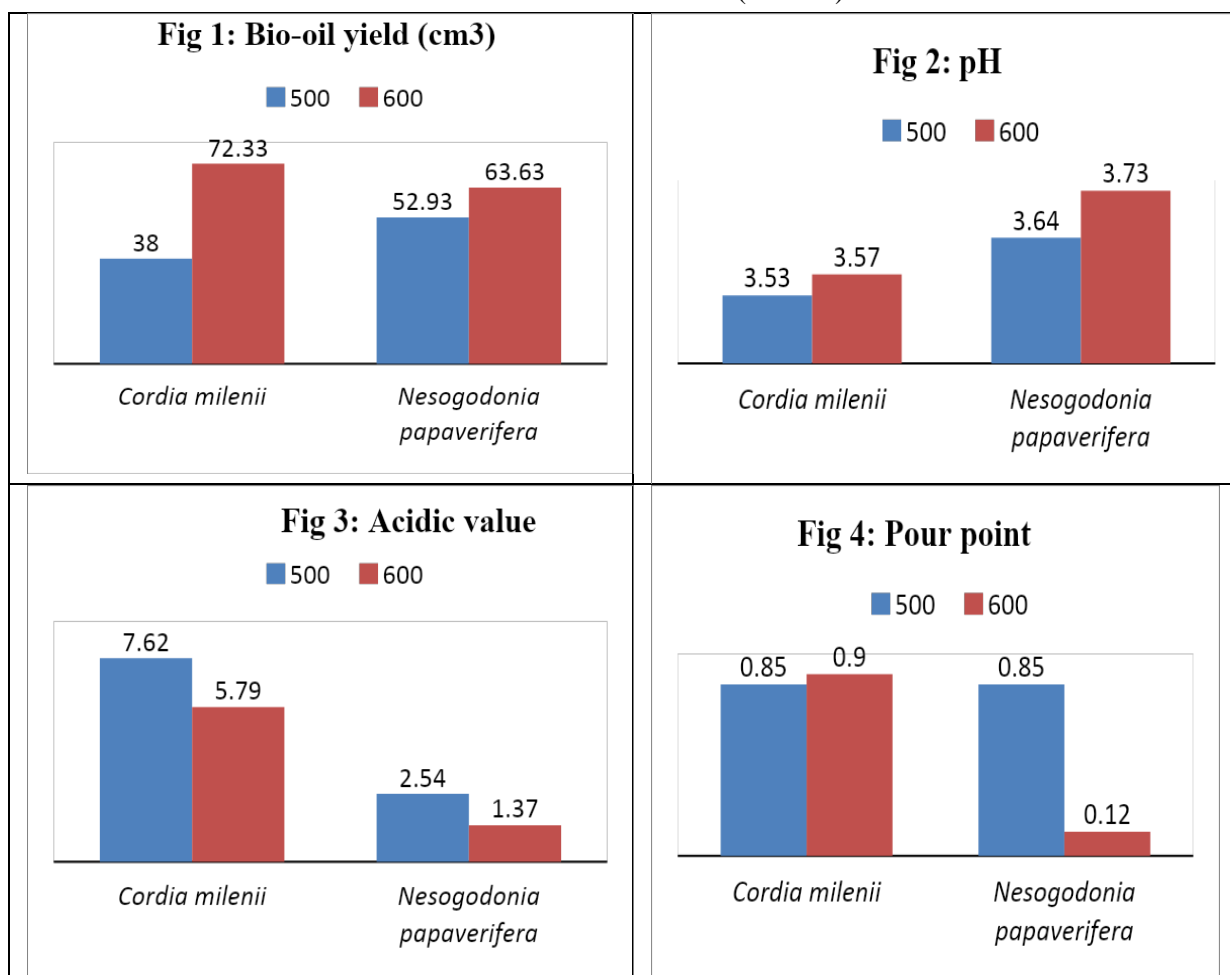 Fig 1: Bio-oil yield (cm3)
500 600
72.33
63.63
52.93
38
Cordia milenii Nesogodonia
papaverifera
Fig 2: pH
500 600
3.73
3.64
3.57
3.53
Cordia milenii Nesogodonia
papaverifera
Fig 3: Acidic value
500 600
7.62
5.79
2.54
1.37
Cordia milenii Nesogodonia
papaverifera
Fig 4: Pour point
500 600
0.85 0.9 0.85
0.12
Cordia milenii Nesogodonia
papaverifera